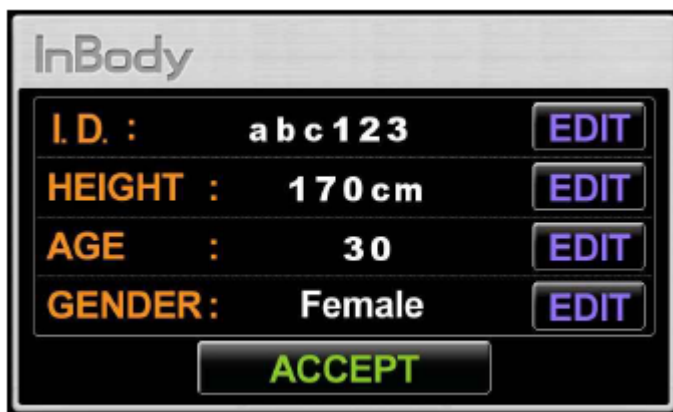 InBody
I. D. : abc123 EDIT
HEIGHT : 170cm EDIT
AGE : 30 EDIT
GENDER : Female EDIT
ACCEPT